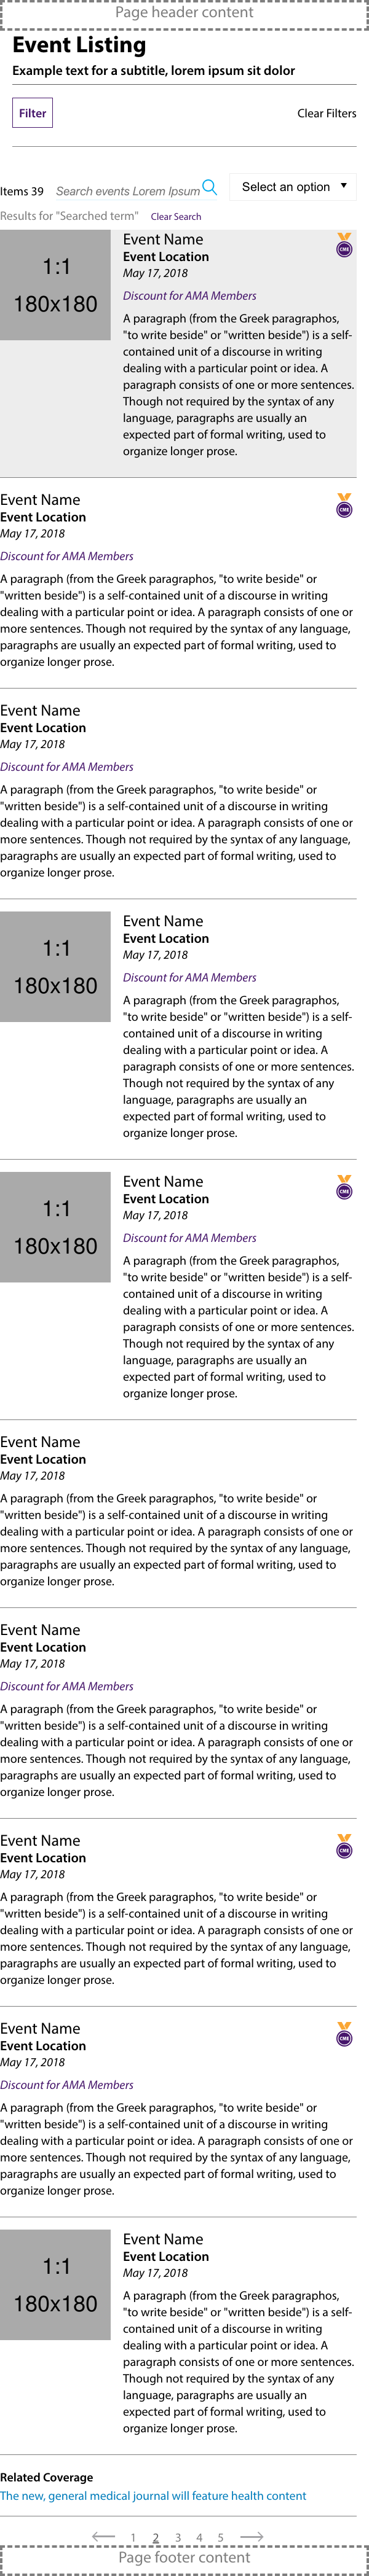 Page header content
Event Listing
Example text for a subtitle, lorem ipsum sit dolor
Filter
Clear Filters
Items 39 Search events Lorem Ipsum Select an option
Results for "Searched term" Clear Search
1:1
180x180
Event Name
CME
Event Location
May 17, 2018
Discount for AMA Members
A paragraph (from the Greek paragraphos,
"to write beside" or "written beside") is a self-
contained unit of a discourse in writing
dealing with a particular point or idea. A
paragraph consists of one or more sentences.
Though not required by the syntax of any
language, paragraphs are usually an
expected part of formal writing, used to
organize longer prose.
Event Name
CME
Event Location
May 17, 2018
Discount for AMA Members
A paragraph (from the Greek paragraphos, "to write beside" or
"written beside") is a self-contained unit of a discourse in writing
dealing with a particular point or idea. A paragraph consists of one or
more sentences. Though not required by the syntax of any language,
paragraphs are usually an expected part of formal writing, used to
organize longer prose.
Event Name
Event Location
May 17, 2018
Discount for AMA Members
A paragraph (from the Greek paragraphos, "to write beside" or
"written beside") is a self-contained unit of a discourse in writing
dealing with a particular point or idea. A paragraph consists of one or
more sentences. Though not required by the syntax of any language,
paragraphs are usually an expected part of formal writing, used to
organize longer prose.
1:1
180x180
Event Name
Event Location
May 17, 2018
Discount for AMA Members
A paragraph (from the Greek paragraphos,
"to write beside" or "written beside") is a self-
contained unit of a discourse in writing
dealing with a particular point or idea. A
paragraph consists of one or more sentences.
Though not required by the syntax of any
language, paragraphs are usually an
expected part of formal writing, used to
organize longer prose.
1:1
180x180
Event Name
CME
Event Location
May 17, 2018
Discount for AMA Members
A paragraph (from the Greek paragraphos,
"to write beside" or "written beside") is a self-
contained unit of a discourse in writing
dealing with a particular point or idea. A
paragraph consists of one or more sentences.
Though not required by the syntax of any
language, paragraphs are usually an
expected part of formal writing, used to
organize longer prose.
Event Name
Event Location
May 17, 2018
A paragraph (from the Greek paragraphos, "to write beside" or
"written beside") is a self-contained unit of a discourse in writing
dealing with a particular point or idea. A paragraph consists of one or
more sentences. Though not required by the syntax of any language,
paragraphs are usually an expected part of formal writing, used to
organize longer prose.
Event Name
Event Location
May 17, 2018
Discount for AMA Members
A paragraph (from the Greek paragraphos, "to write beside" or
"written beside") is a self-contained unit of a discourse in writing
dealing with a particular point or idea. A paragraph consists of one or
more sentences. Though not required by the syntax of any language,
paragraphs are usually an expected part of formal writing, used to
organize longer prose.
Event Name
CME
Event Location
May 17, 2018
A paragraph (from the Greek paragraphos, "to write beside" or
"written beside") is a self-contained unit of a discourse in writing
dealing with a particular point or idea. A paragraph consists of one or
more sentences. Though not required by the syntax of any language,
paragraphs are usually an expected part of formal writing, used to
organize longer prose.
Event Name
CME
Event Location
May 17, 2018
Discount for AMA Members
A paragraph (from the Greek paragraphos, "to write beside" or
"written beside") is a self-contained unit of a discourse in writing
dealing with a particular point or idea. A paragraph consists of one or
more sentences. Though not required by the syntax of any language,
paragraphs are usually an expected part of formal writing, used to
organize longer prose.
1:1
180x180
Event Name
Event Location
May 17, 2018
A paragraph (from the Greek paragraphos,
"to write beside" or "written beside") is a self-
contained unit of a discourse in writing
dealing with a particular point or idea. A
paragraph consists of one or more sentences.
Though not required by the syntax of any
language, paragraphs are usually an
expected part of formal writing, used to
organize longer prose.
Related Coverage
The new, general medical journal will feature health content
1 2 3 4 5
Page footer content